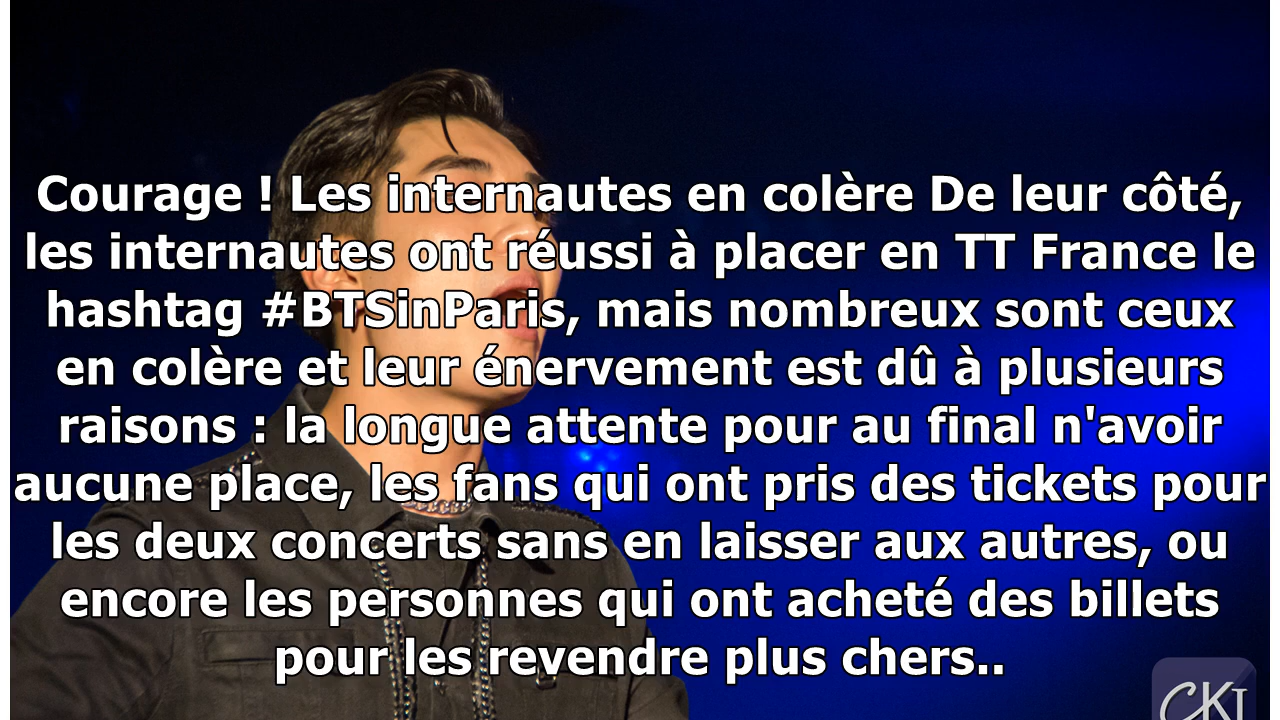 Courage ! Les internautes en colère De leur côté,
les internautes ont réussi à placer en TT France le
hashtag #BTSinParis, mais nombreux sont ceux
en colère et leur énervement est dû à plusieurs
raisons : la longue attente pour au final n'avoir
aucune place, les fans qui ont pris des tickets pour
les deux concerts sans en laisser aux autres, ou
encore les personnes qui ont acheté des billets
pour les revendre plus chers..
CKI